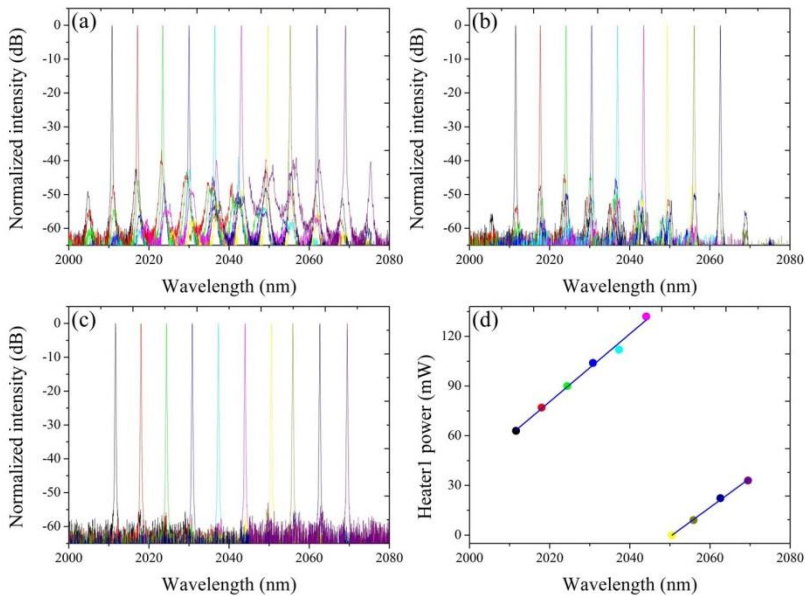 (a)
Normalized intensity (dB)
0
-10
-20
-30
-40
-50
-60
2000 2020 2040 2060 2080
Wavelength (nm)
(b)
Normalized intensity (dB)
0
-10
-20
-30
-40
-50
-60
2000 2020 2040 2060 2080
Wavelength (nm)
(c)
Normalized intensity (dB)
0
-10
-20
-30
-40
-50
-60
2000 2020 2040 2060 2080
Wavelength (nm)
(d)
Heater1 power (mW)
120
90
60
30
0
2000 2020 2040 2060 2080
Wavelength (nm)